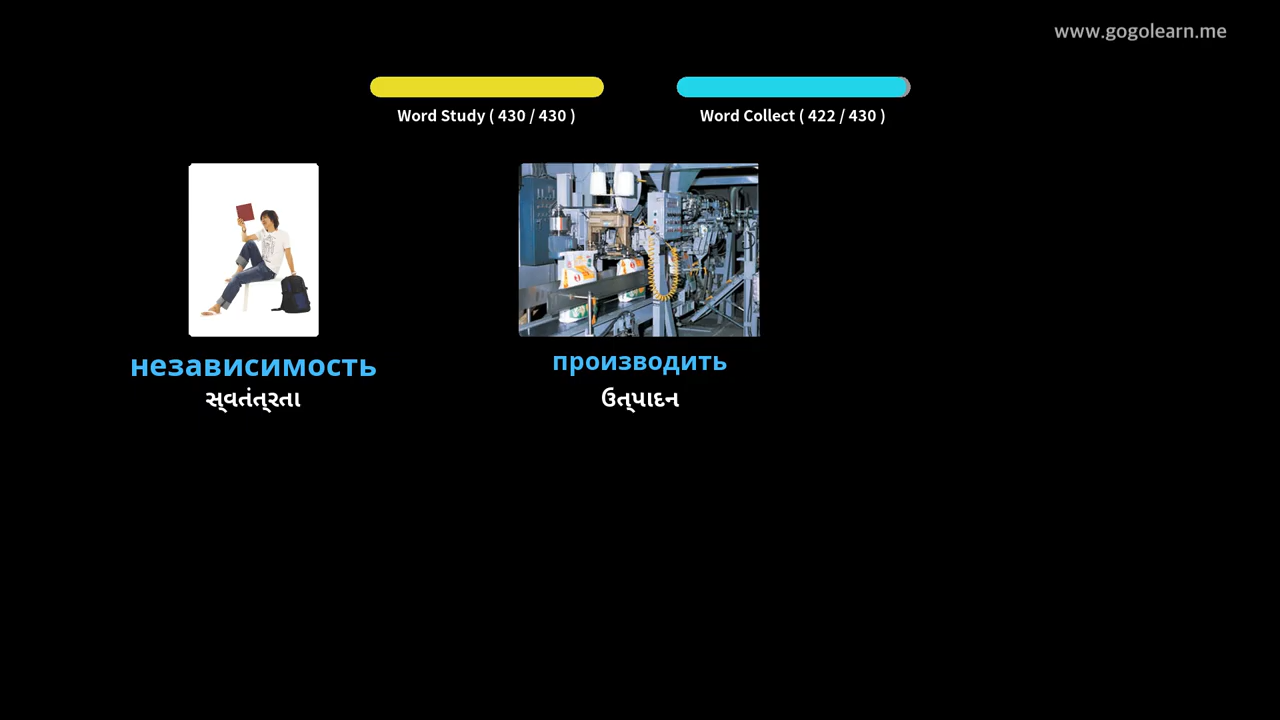 www.gogolearn.me
Word Study ( 430 / 430 )
Word Collect ( 422 / 430 )
независимость
સ્વતંત્રતા
производить
ઉત્પાદન